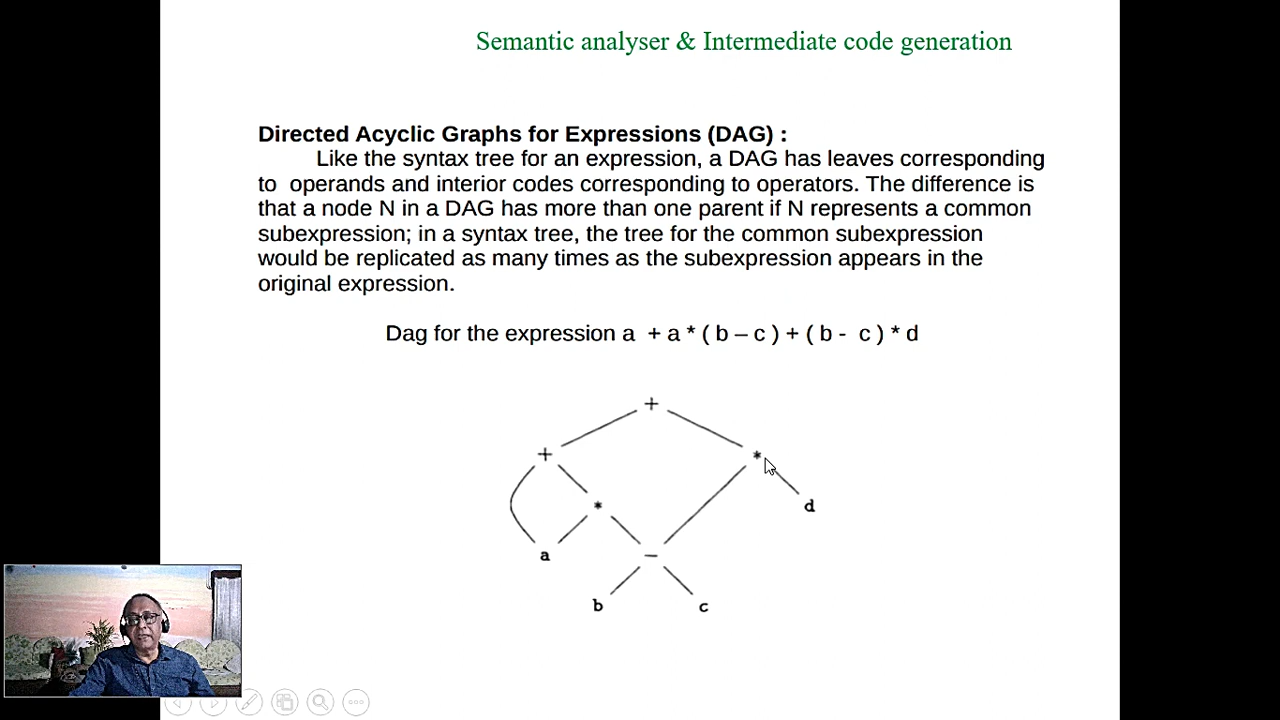 Semantic analyser & Intermediate code generation
Directed Acyclic Graphs for Expressions (DAG) :
Like the syntax tree for an expression, a DAG has leaves corresponding
to operands and interior codes corresponding to operators. The difference is
that a node N in a DAG has more than one parent if N represents a common
subexpression; in a syntax tree, the tree for the common subexpression
would be replicated as many times as the subexpression appears in the
original expression.
Dag for the expression a + a * ( b – c ) + ( b - c ) * d
+
+ *
* d
a –
b c